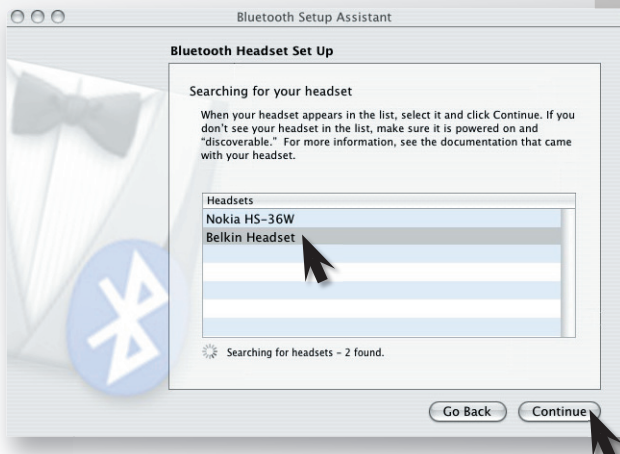 Bluetooth Setup Assistant
Bluetooth Headset Set Up
Searching for your headset
When your headset appears in the list, select it and click Continue. If you
don't see your headset in the list, make sure it is powered on and
"discoverable." For more information, see the documentation that came
with your headset.
Headsets
Nokia HS-36W
Belkin Headset
Searching for headsets – 2 found.
Go Back Continue